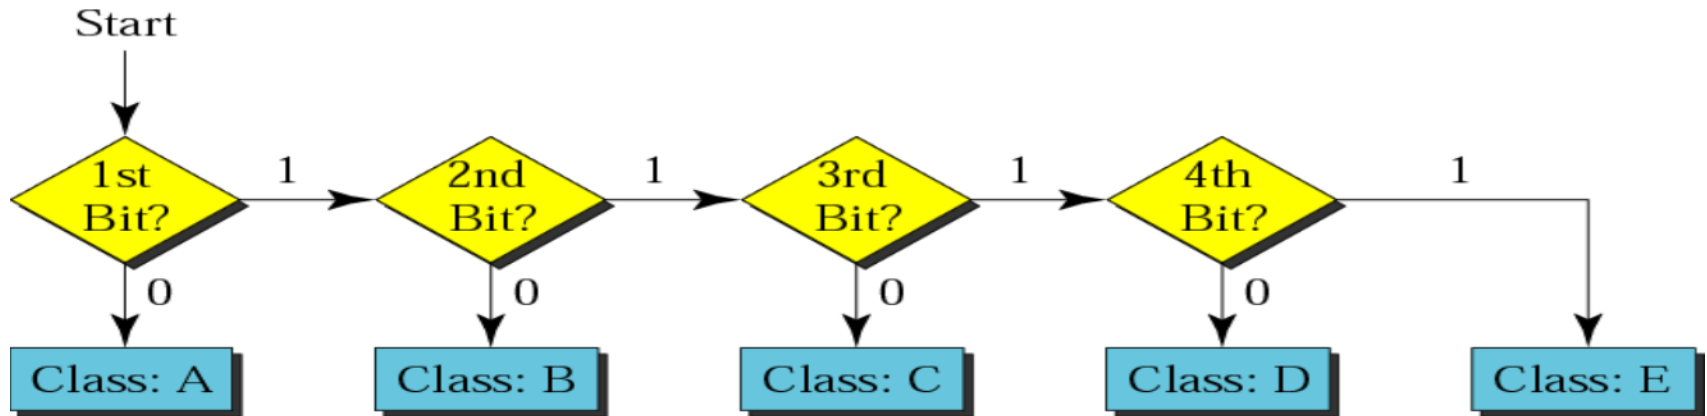 Start
1st
Bit?
1
2nd
Bit?
1
3rd
Bit?
1
4th
Bit?
1
0
0
0
0
Class: A
Class: B
Class: C
Class: D
Class: E